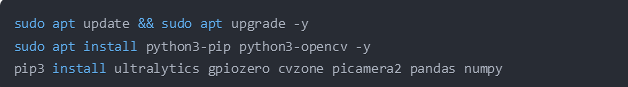 sudo apt update && sudo apt upgrade -y
sudo apt install python3-pip python3-opencv -y
pip3 install ultralytics gpiozero cvzone picamera2 pandas numpy